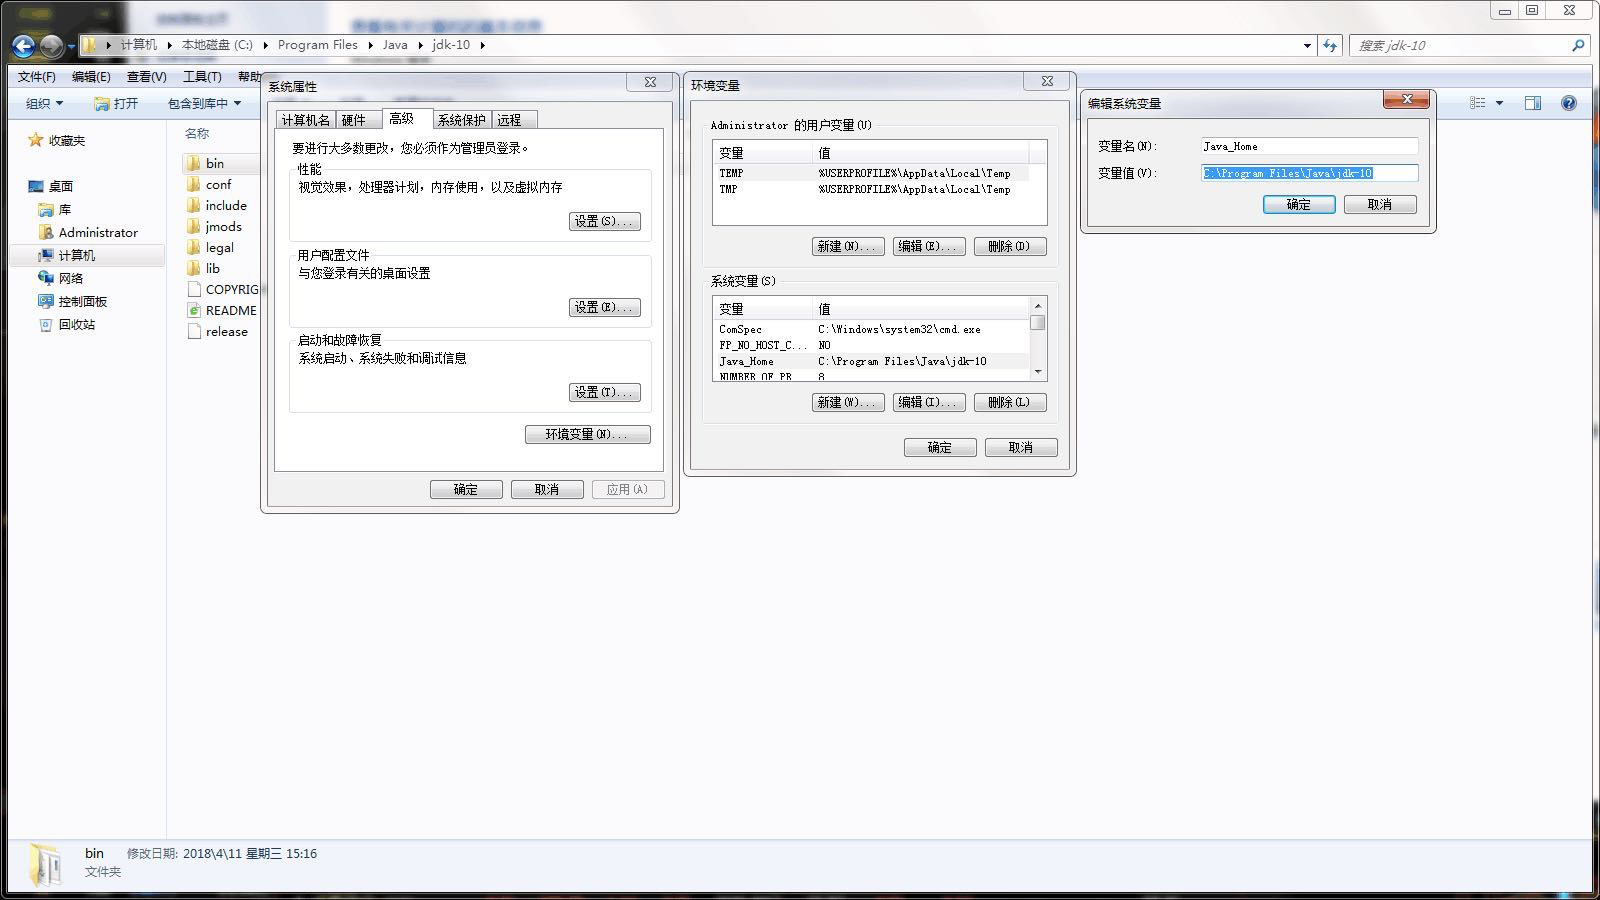 计算机 本地磁盘 (C:) Program Files Java jdk-10
搜索 jdk-10
文件(F) 编辑(E) 查看(V) 工具(T) 帮助
组织 打开 包含到库中
收藏夹
桌面
库
Administrator
计算机
网络
控制面板
回收站
名称
bin
conf
include
jmods
legal
lib
COPYRIG
README
release
系统属性
计算机名 硬件 高级 系统保护 远程
要进行大多数更改，您必须作为管理员登录。
性能
视觉效果，处理器计划，内存使用，以及虚拟内存
设置(S)...
用户配置文件
与您登录有关的桌面设置
设置(E)...
启动和故障恢复
系统启动、系统失败和调试信息
设置(T)...
环境变量(N)...
确定 取消 应用(A)
环境变量
Administrator 的用户变量(U)
变量 值
TEMP %USERPROFILE%\AppData\Local\Temp
TMP %USERPROFILE%\AppData\Local\Temp
新建(N)... 编辑(E)... 删除(D)
系统变量(S)
变量 值
ComSpec C:\Windows\system32\cmd.exe
FP_NO_HOST_C... NO
Java_Home C:\Program Files\Java\jdk-10
NUMBER_OF_PR 8
新建(W)... 编辑(I)... 删除(L)
确定 取消
编辑系统变量
变量名(N): Java_Home
变量值(V): C:\Program Files\Java\jdk-10
确定 取消
bin 修改日期: 2018\4\11 星期三 15:16
文件夹